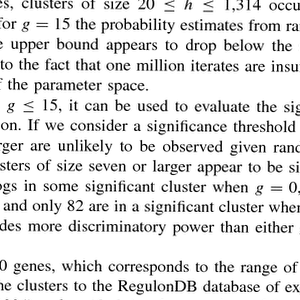 es, clusters of size 20 ≤ h ≤ 1,314 occu
for g = 15 the probability estimates from ra
e upper bound appears to drop below the
to the fact that one million iterates are insu
f the parameter space.
g ≤ 15, it can be used to evaluate the sig
on. If we consider a significance threshold
rger are unlikely to be observed given rand
sters of size seven or larger appear to be si
ogs in some significant cluster when g = 0,
and only 82 are in a significant cluster whe
des more discriminatory power than either
0 genes, which corresponds to the range of
ne clusters to the RegulonDB database of ex